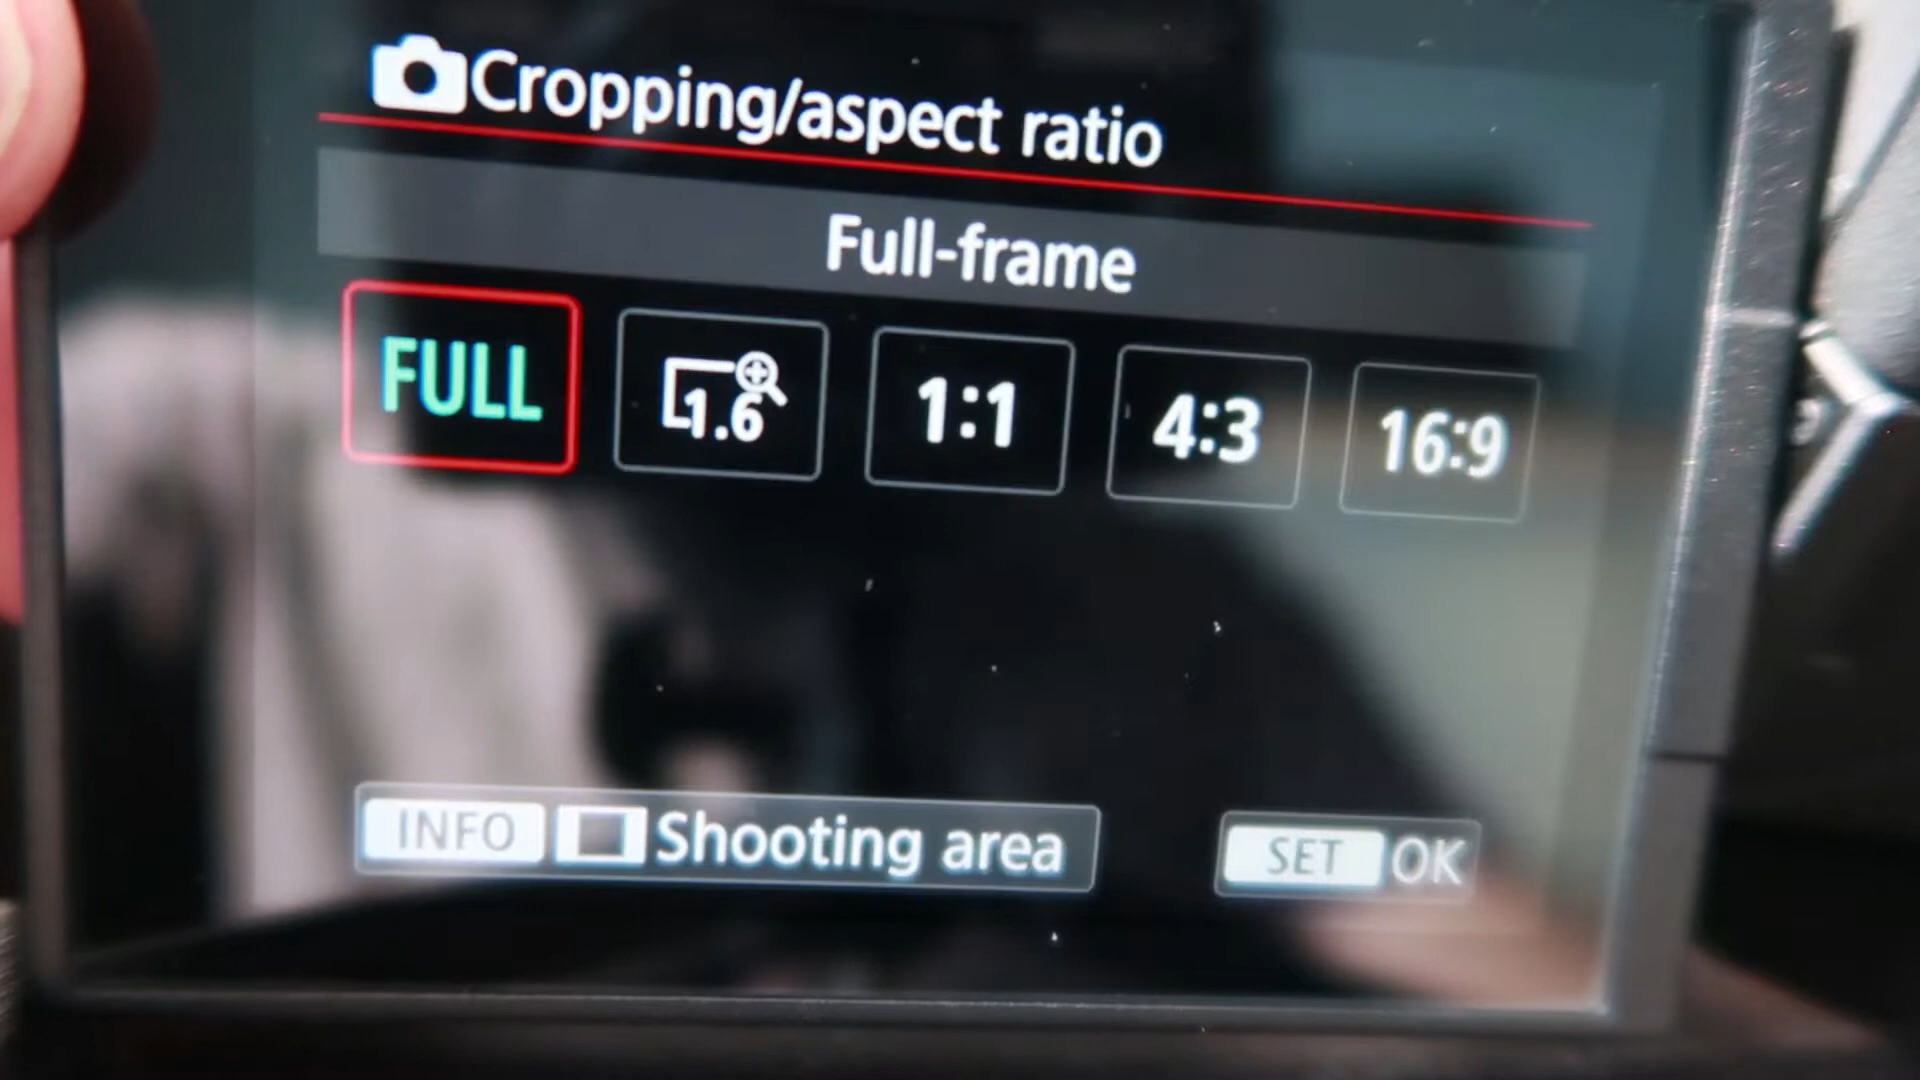 Cropping/aspect ratio
Full-frame
FULL 1.6 1:1 4:3 16:9
INFO Shooting area SET OK